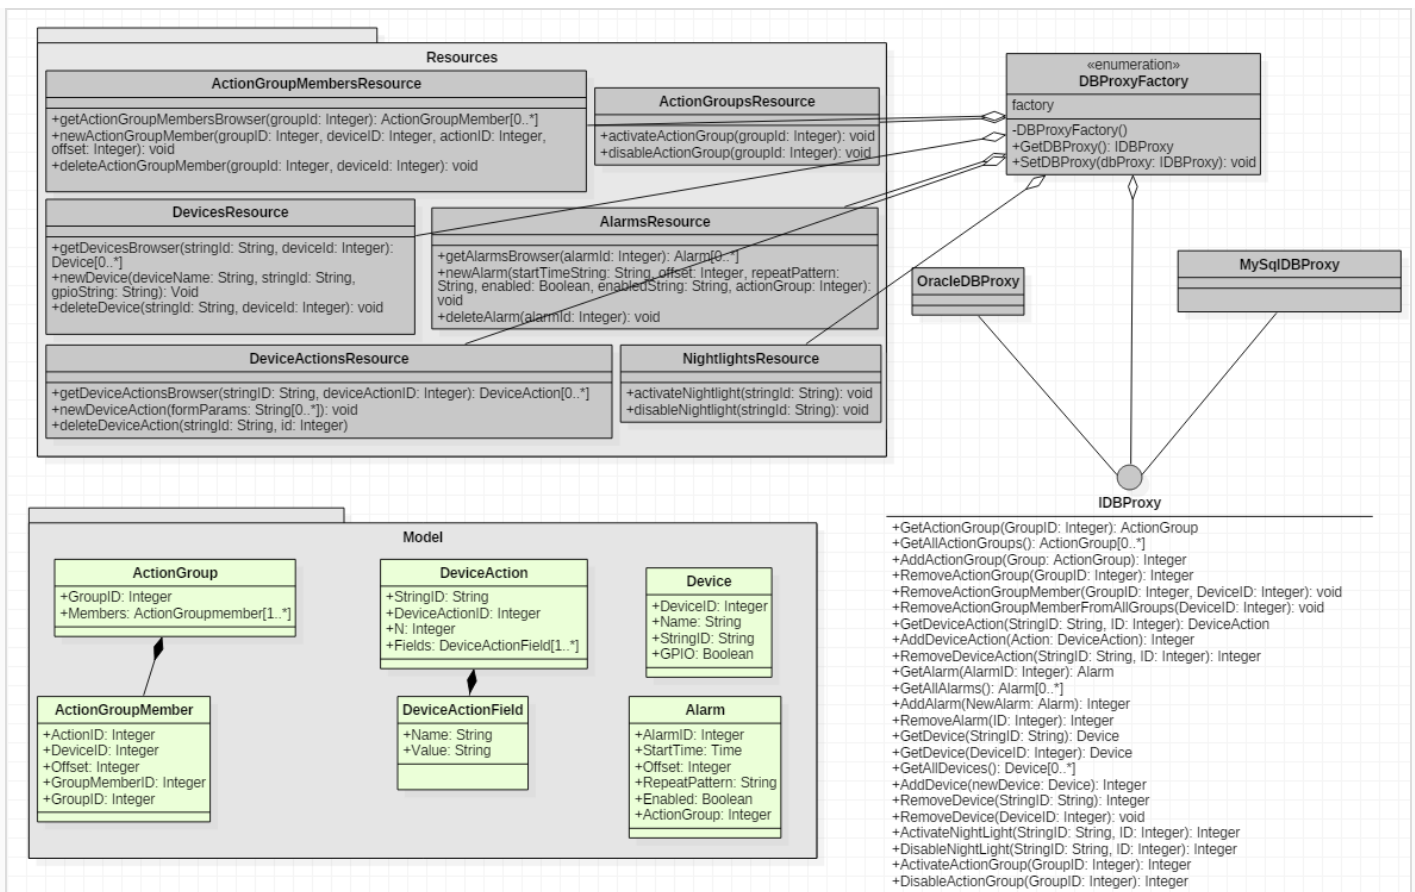 Resources
ActionGroupMembersResource
+getActionGroupMembersBrowser(groupId: Integer): ActionGroupMember[0..*]
+newActionGroupMember(groupID: Integer, deviceID: Integer, actionID: Integer,
offset: Integer): void
+deleteActionGroupMember(groupId: Integer, deviceId: Integer): void
ActionGroupsResource
+activateActionGroup(groupId: Integer): void
+disableActionGroup(groupId: Integer): void
DevicesResource
+getDevicesBrowser(stringId: String, deviceId: Integer):
Device[0..*]
+newDevice(deviceName: String, stringId: String,
gpioString: String): Void
+deleteDevice(stringId: String, deviceId: Integer): void
AlarmsResource
+getAlarmsBrowser(alarmId: Integer): Alarm[0..*]
+newAlarm(startTimeString: String, offset: Integer, repeatPattern:
String, enabled: Boolean, enabledString: String, actionGroup: Integer):
void
+deleteAlarm(alarmId: Integer): void
DeviceActionsResource
+getDeviceActionsBrowser(stringID: String, deviceActionID: Integer): DeviceAction[0..*]
+newDeviceAction(formParams: String[0..*]): void
+deleteDeviceAction(stringId: String, id: Integer)
NightlightsResource
+activateNightlight(stringId: String): void
+disableNightlight(stringId: String): void
«enumeration»
DBProxyFactory
factory
-DBProxyFactory()
+GetDBProxy(): IDBProxy
+SetDBProxy(dbProxy: IDBProxy): void
OracleDBProxy
MySqlDBProxy
IDBProxy
+GetActionGroup(GroupID: Integer): ActionGroup
+GetAllActionGroups(): ActionGroup[0..*]
+AddActionGroup(Group: ActionGroup): Integer
+RemoveActionGroup(GroupID: Integer): Integer
+RemoveActionGroupMember(GroupID: Integer, DeviceID: Integer): void
+RemoveActionGroupMemberFromAllGroups(DeviceID: Integer): void
+GetDeviceAction(StringID: String, ID: Integer): DeviceAction
+AddDeviceAction(Action: DeviceAction): Integer
+RemoveDeviceAction(StringID: String, ID: Integer): Integer
+GetAlarm(AlarmID: Integer): Alarm
+GetAllAlarms(): Alarm[0..*]
+AddAlarm(NewAlarm: Alarm): Integer
+RemoveAlarm(ID: Integer): Integer
+GetDevice(StringID: String): Device
+GetDevice(DeviceID: Integer): Device
+GetAllDevices(): Device[0..*]
+AddDevice(newDevice: Device): Integer
+RemoveDevice(StringID: String): Integer
+RemoveDevice(DeviceID: Integer): void
+ActivateNightLight(StringID: String, ID: Integer): Integer
+DisableNightLight(StringID: String, ID: Integer): Integer
+ActivateActionGroup(GroupID: Integer): Integer
+DisableActionGroup(GroupID: Integer): Integer
Model
ActionGroup
+GroupID: Integer
+Members: ActionGroupmember[1..*]
DeviceAction
+StringID: String
+DeviceActionID: Integer
+N: Integer
+Fields: DeviceActionField[1..*]
Device
+DeviceID: Integer
+Name: String
+StringID: String
+GPIO: Boolean
ActionGroupMember
+ActionID: Integer
+DeviceID: Integer
+Offset: Integer
+GroupMemberID: Integer
+GroupID: Integer
DeviceActionField
+Name: String
+Value: String
Alarm
+AlarmID: Integer
+StartTime: Time
+Offset: Integer
+RepeatPattern: String
+Enabled: Boolean
+ActionGroup: Integer